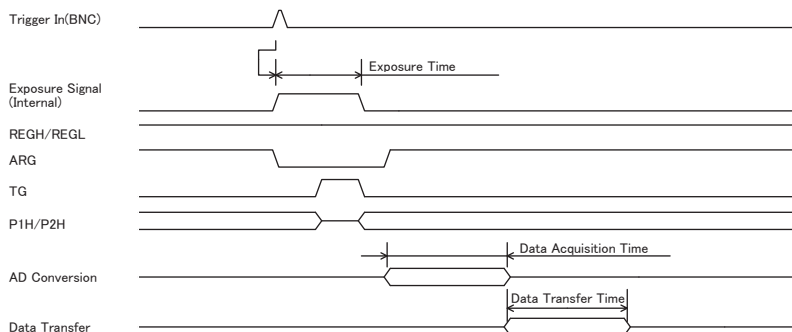 Trigger In(BNC)
Exposure Time
Exposure Signal
(Internal)
REGH/REGL
ARG
TG
P1H/P2H
Data Acquisition Time
AD Conversion
Data Transfer Time
Data Transfer